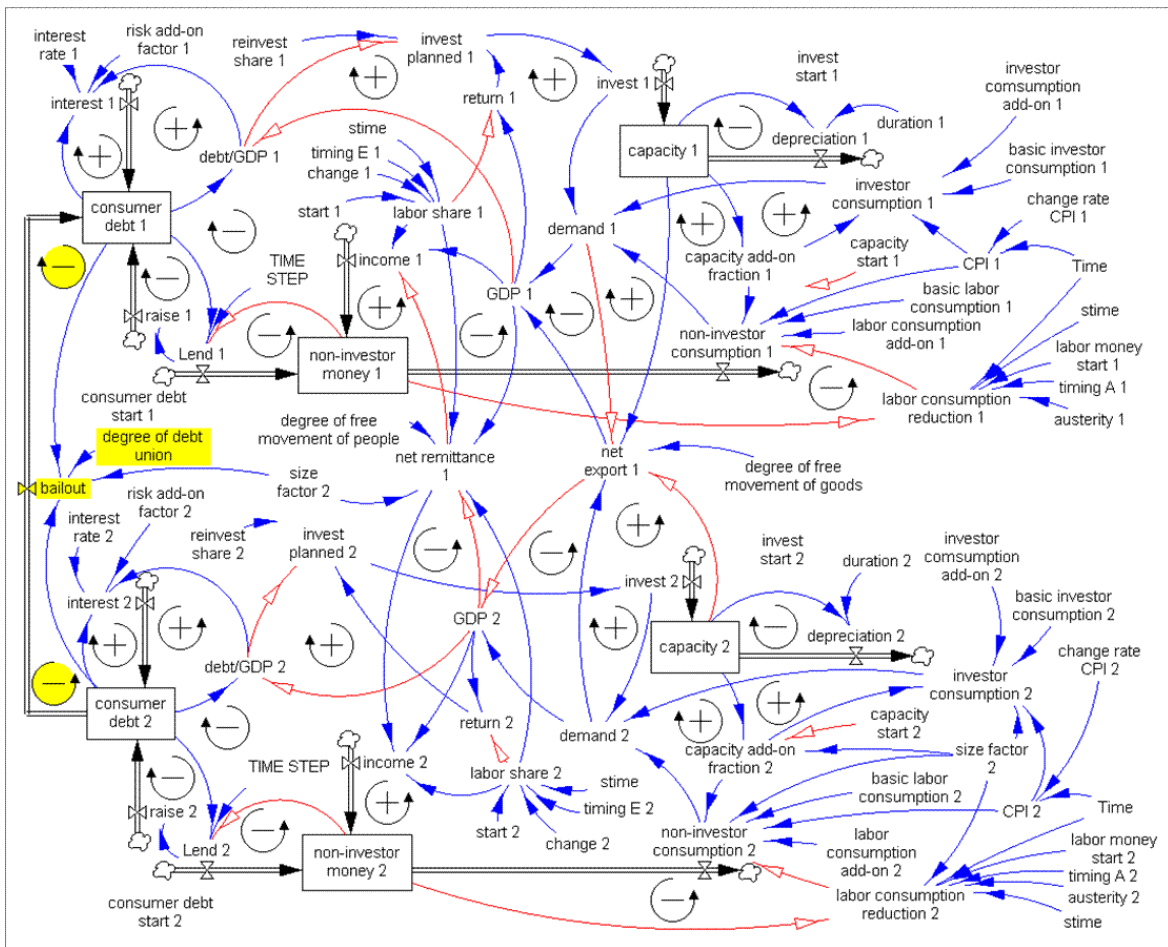 interest
rate 1
risk add-on
factor 1
reinvest
share 1
invest
planned 1
invest 1
invest
start 1
investor
comsumption
add-on 1
interest 1
return 1
duration 1
depreciation 1
capacity 1
debt/GDP 1
stime
timing E 1
change 1
start 1
labor share 1
basic investor
consumption 1
investor
consumption 1
change rate
CPI 1
consumer
debt 1
demand 1
capacity add-on
fraction 1
capacity
start 1
CPI 1
Time
TIME
STEP
income 1
GDP 1
basic labor
consumption 1
raise 1
non-investor
consumption 1
labor consumption
add-on 1
stime
labor money
start 1
timing A 1
austerity 1
Lend 1
non-investor
money 1
consumer debt
start 1
labor consumption
reduction 1
degree of free
movement of people
degree of debt
union
net remittance
1
net
export 1
degree of free
movement of goods
bailout
size
factor 2
risk add-on
factor 2
interest
rate 2
reinvest
share 2
invest
planned 2
invest 2
invest
start 2
duration 2
investor
comsumption
add-on 2
interest 2
GDP 2
depreciation 2
basic investor
consumption 2
capacity 2
debt/GDP 2
change rate
CPI 2
investor
consumption 2
consumer
debt 2
return 2
demand 2
capacity
start 2
capacity add-on
fraction 2
size factor
2
TIME STEP
income 2
labor share 2
stime
timing E 2
start 2
change 2
basic labor
consumption 2
CPI 2
Time
raise 2
non-investor
consumption 2
labor
consumption
add-on 2
labor money
start 2
timing A 2
austerity 2
stime
Lend 2
non-investor
money 2
labor consumption
reduction 2
consumer debt
start 2